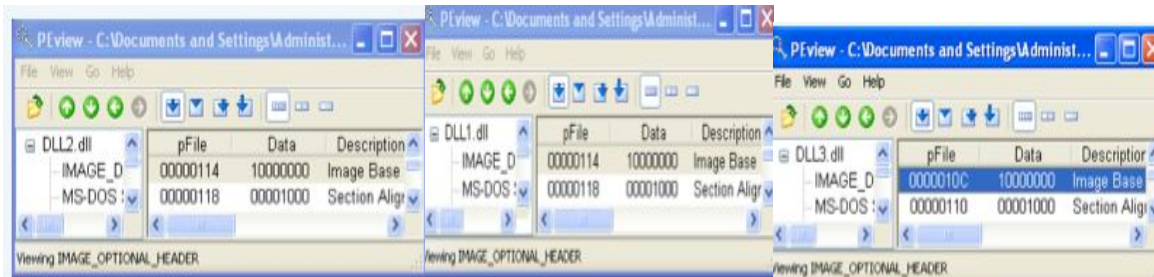 PEview - C:\Documents and Settings\Administ...
File View Go Help
DLL2.dll
IMAGE_D
MS-DOS
pFile Data Description
00000114 10000000 Image Base
00000118 00001000 Section Align
Viewing IMAGE_OPTIONAL_HEADER
PEview - C:\Documents and Settings\Administ...
File View Go Help
DLL1.dll
IMAGE_D
MS-DOS
pFile Data Description
00000114 10000000 Image Base
00000118 00001000 Section Align
Viewing IMAGE_OPTIONAL_HEADER
PEview - C:\Documents and Settings\Administ...
File View Go Help
DLL3.dll
IMAGE_D
MS-DOS
pFile Data Description
0000010C 10000000 Image Base
00000110 00001000 Section Align
Viewing IMAGE_OPTIONAL_HEADER